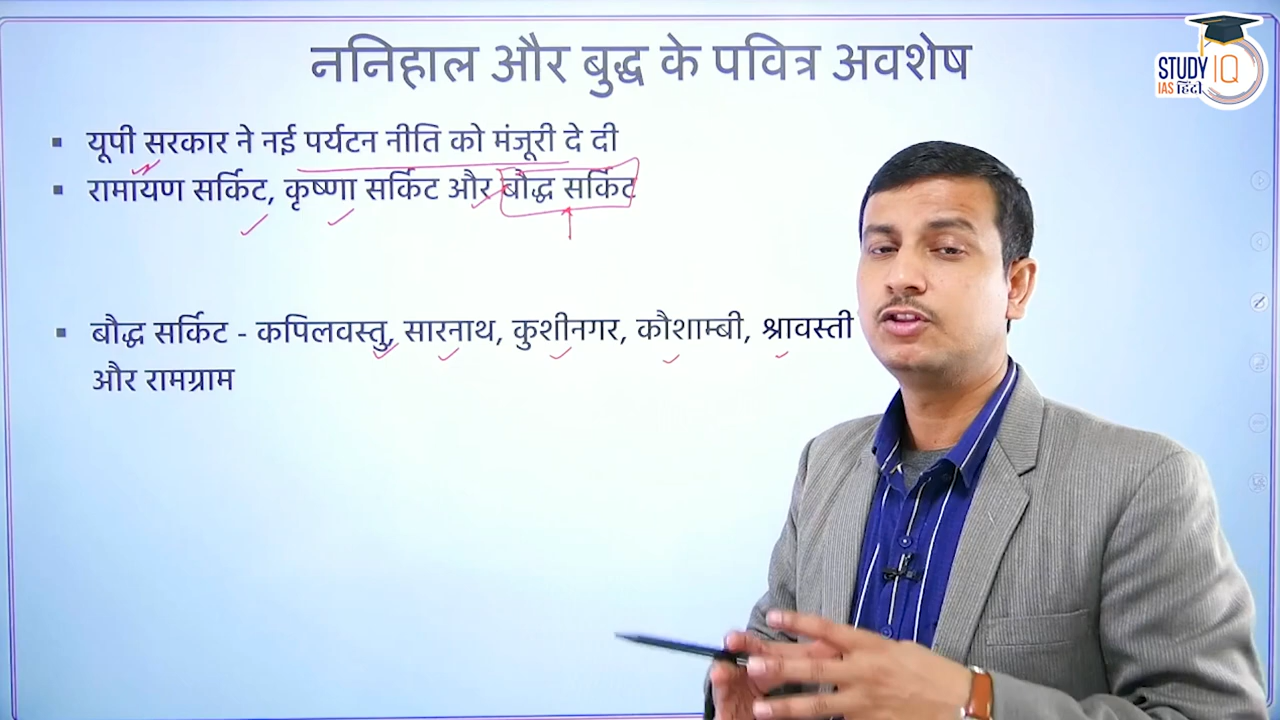 ननिहाल और बुद्ध के पवित्र अवशेष
STUDY IQ
IAS हिंदी
▪ यूपी सरकार ने नई पर्यटन नीति को मंजूरी दे दी
▪ रामायण सर्किट, कृष्णा सर्किट और बौद्ध सर्किट
▪ बौद्ध सर्किट - कपिलवस्तु, सारनाथ, कुशीनगर, कौशाम्बी, श्रावस्ती
और रामग्राम